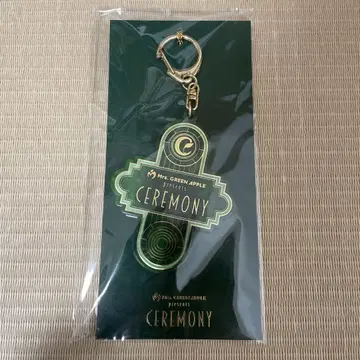 Mrs. GREEN APPLE
presents
CEREMONY
Mrs. GREEN APPLE
presents
CEREMONY